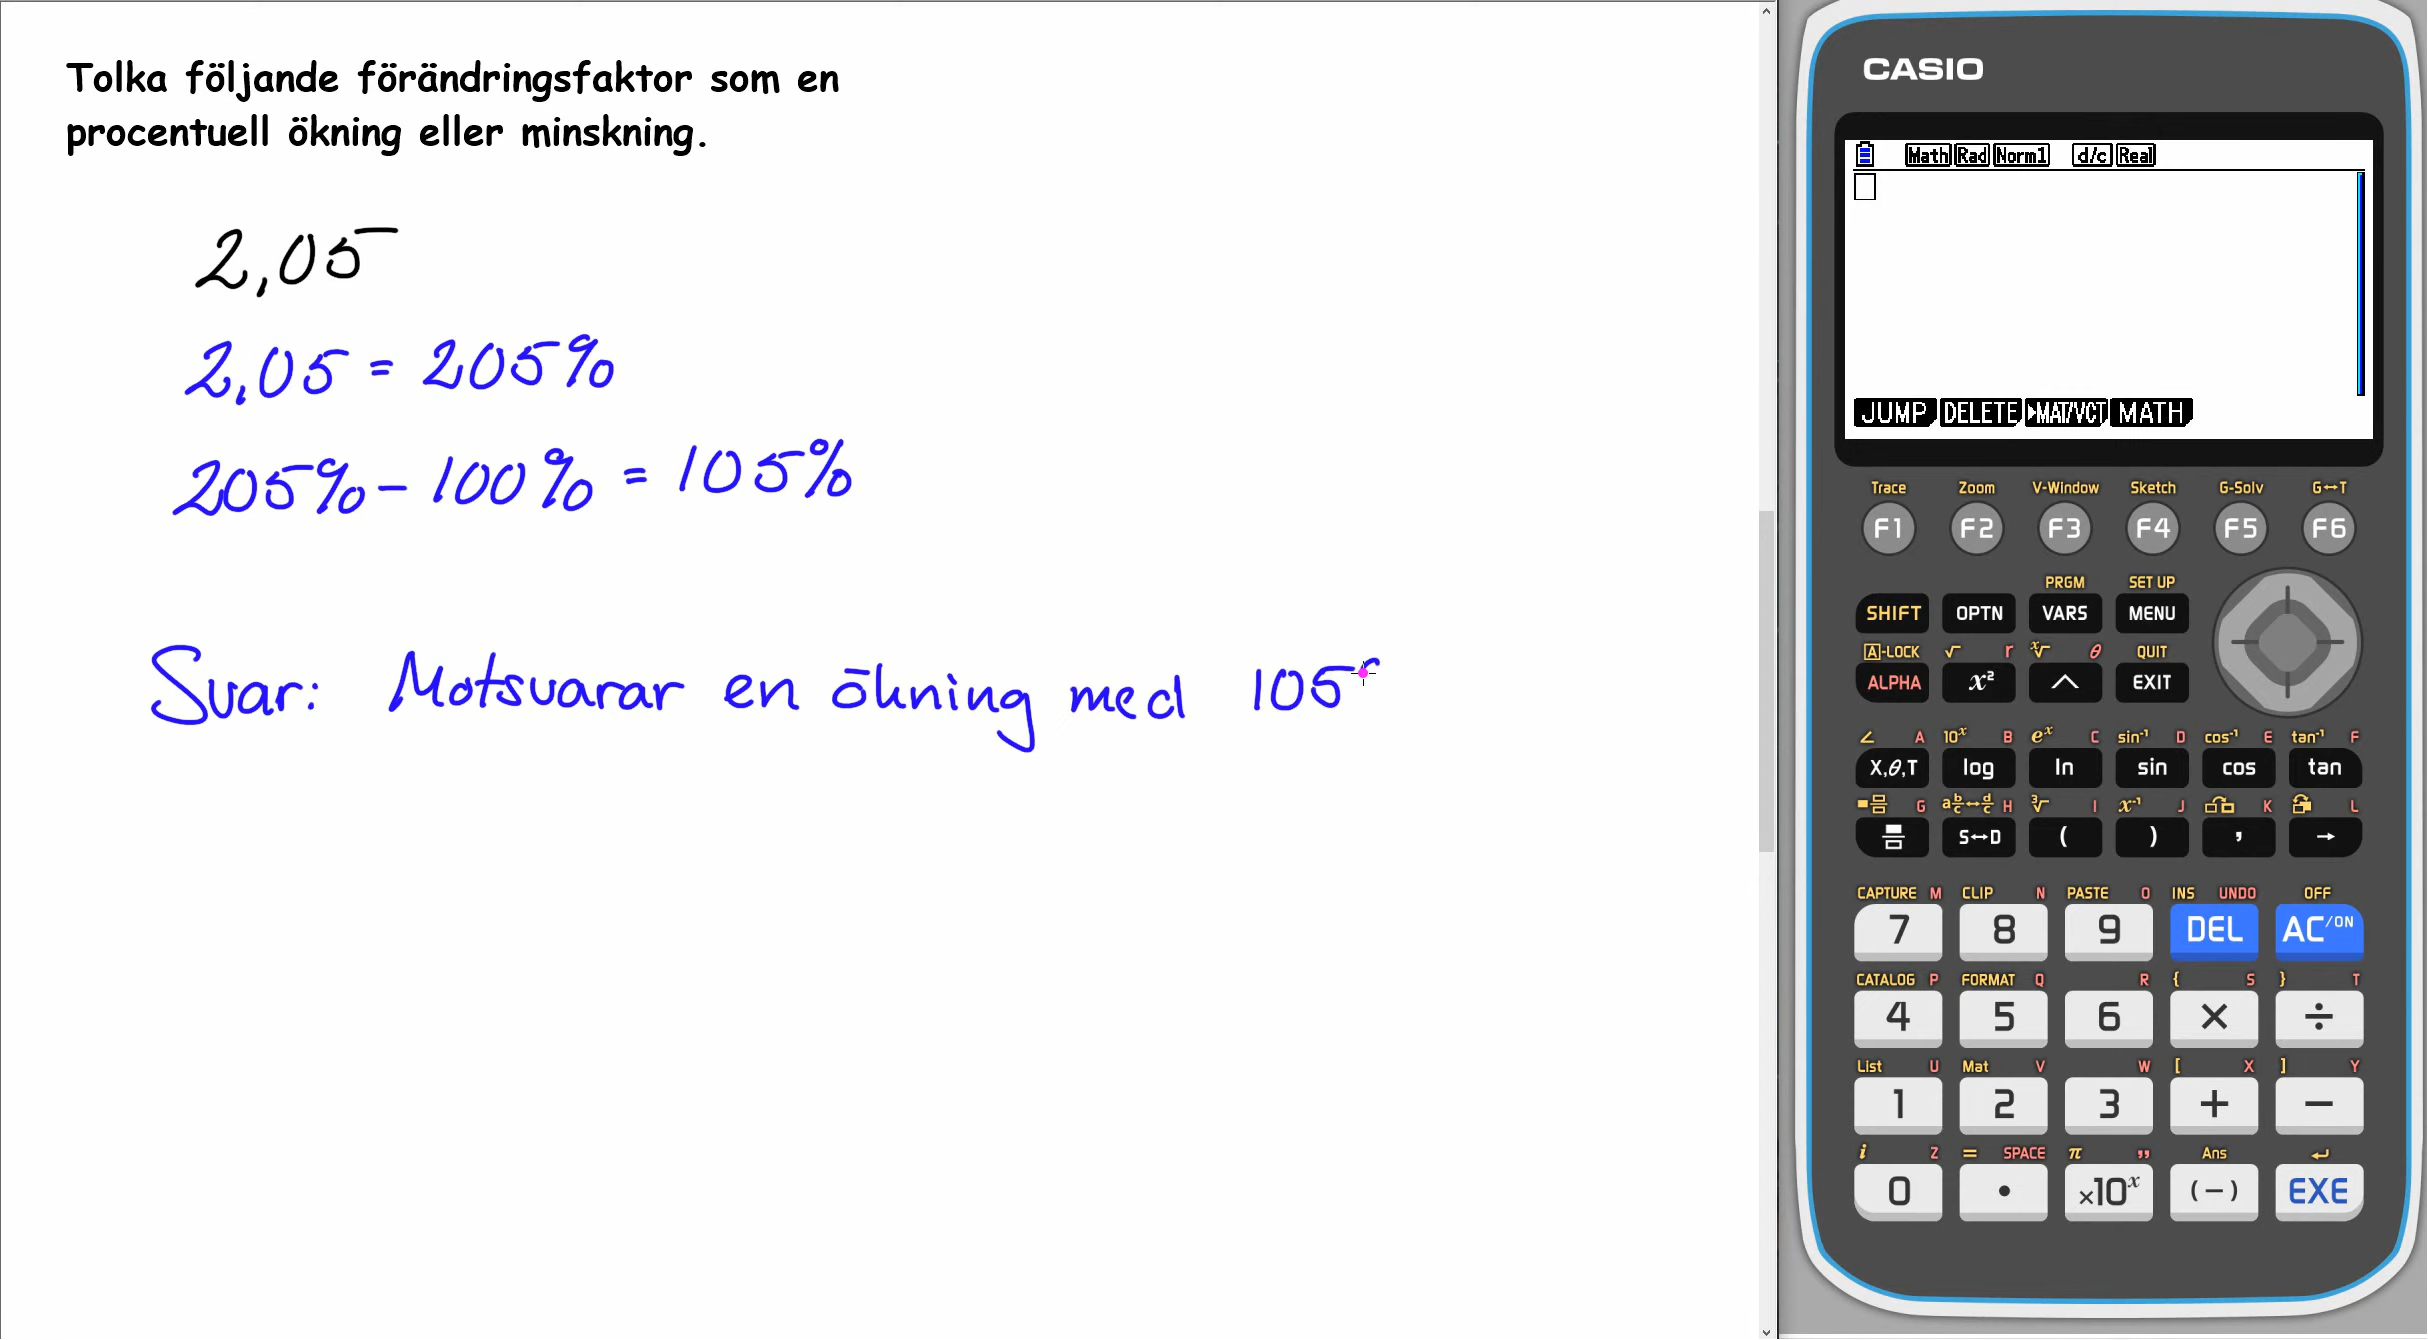 Tolka följande förändringsfaktor som en
procentuell ökning eller minskning.
2,05
2,05 = 205%
205% - 100% = 105%
Svar: Motsvarar en ökning med 105
CASIO
Math Rad Norm1 d/c Real
JUMP DELETE ▶MAT/VCT MATH
Trace Zoom V-Window Sketch G-Solv G↔T
F1 F2 F3 F4 F5 F6
PRGM SET UP
SHIFT OPTN VARS MENU
A-LOCK √ r ˣ√ θ QUIT
ALPHA x² ^ EXIT
∠ A 10ˣ B eˣ C sin⁻¹ D cos⁻¹ E tan⁻¹ F
X,θ,T log ln sin cos tan
G a b/c↔d/c H ³√ I x⁻¹ J K L
S↔D ( ) , →
CAPTURE M CLIP N PASTE O INS UNDO OFF
7 8 9 DEL AC/ON
CATALOG P FORMAT Q R { S } T
4 5 6 × ÷
List U Mat V W [ X ] Y
1 2 3 + −
i Z = SPACE π " Ans ↵
0 • ×10ˣ (−) EXE